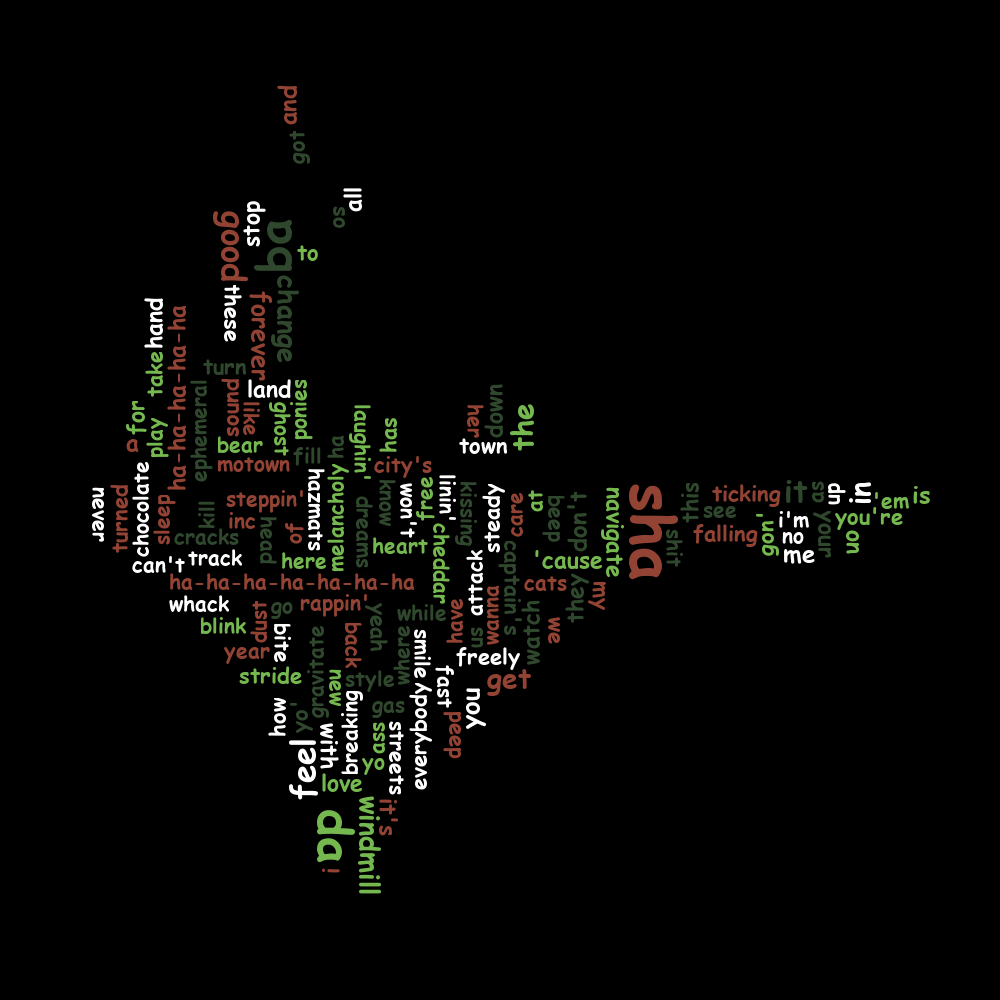 and
got
all
so
stop
good
ba
to
change
these
forever
hand
ha-ha-ha-ha-ha
take
turn
land
ephemeral
sound
like
ghost
ponies
for
a
play
bear
motown
fill
ha
laughin'
has
city's
her
down
town
the
never
turned
chocolate
sleep
kill
cracks
steppin'
inc
head
of
hazmats
here
melancholy
dreams
know
won't
free
heart
linin'
cheddar
kissing
steady
attack
captain's
care
at
deep
don't
'cause
navigate
sha
shit
this
see
ticking
falling
it
gon'
i'm
no
me
as
your
up
in
you're
on
'em
is
can't
track
ha-ha-ha-ha-ha-ha-ha
whack
blink
dust
go
rappin'
yeah
while
where
have
us
wanna
cats
they
my
watch
we
year
bite
gravitate
back
smile
freely
get
stride
new
style
fast
you
how
yo'
breaking
gas
everybody
peep
feel
with
ass
yo
streets
love
da
i
windmill
it's